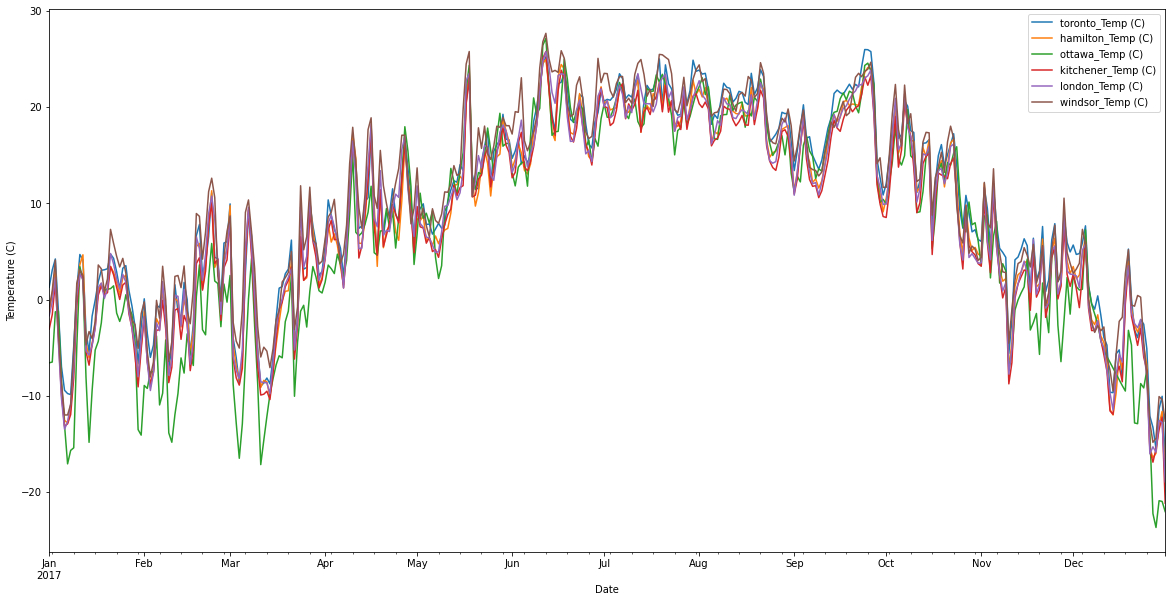 30
20
10
0
−10
−20
Temperature (C)
toronto_Temp (C)
hamilton_Temp (C)
ottawa_Temp (C)
kitchener_Temp (C)
london_Temp (C)
windsor_Temp (C)
Jan Feb Mar Apr May Jun Jul Aug Sep Oct Nov Dec
2017
Date